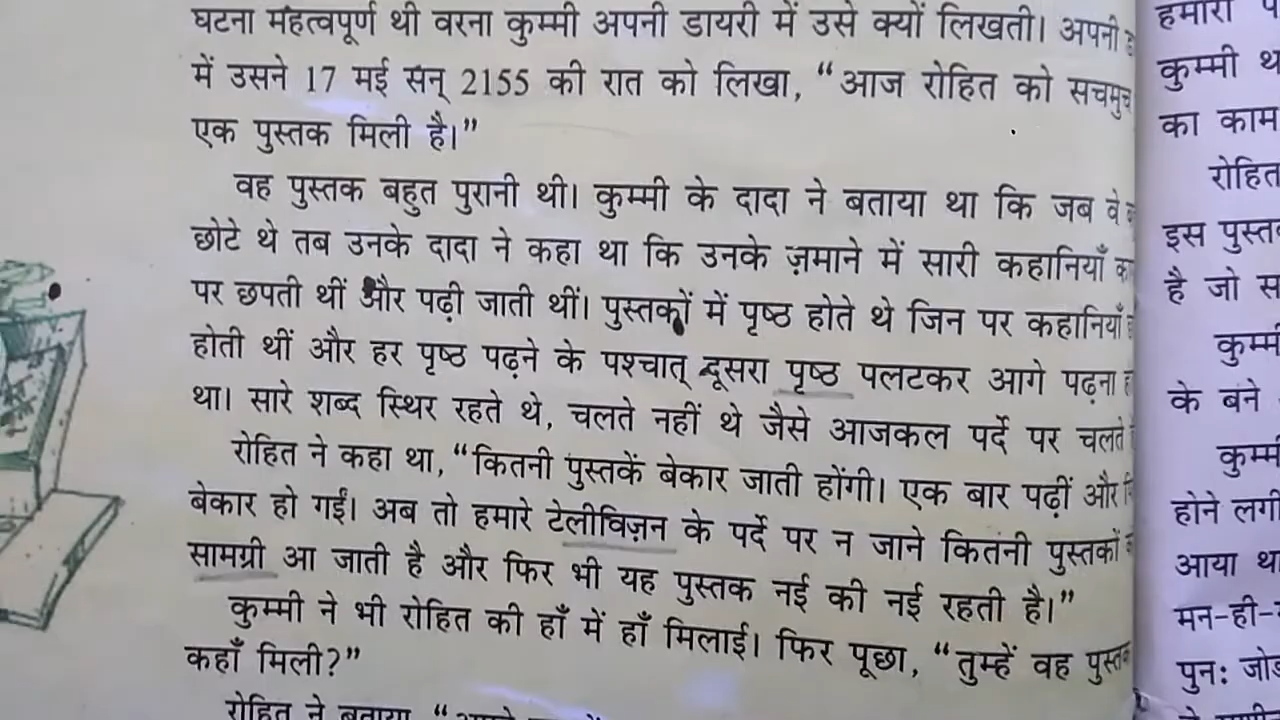 घटना महत्वपूर्ण थी वरना कुम्मी अपनी डायरी में उसे क्यों लिखती। अपनी
में उसने 17 मई सन् 2155 की रात को लिखा, “आज रोहित को सचमुच
एक पुस्तक मिली है।”
वह पुस्तक बहुत पुरानी थी। कुम्मी के दादा ने बताया था कि जब वे
छोटे थे तब उनके दादा ने कहा था कि उनके ज़माने में सारी कहानियाँ
पर छपती थीं और पढ़ी जाती थीं। पुस्तकों में पृष्ठ होते थे जिन पर कहानियाँ
होती थीं और हर पृष्ठ पढ़ने के पश्चात् दूसरा पृष्ठ पलटकर आगे पढ़ना
था। सारे शब्द स्थिर रहते थे, चलते नहीं थे जैसे आजकल पर्दे पर चलते
रोहित ने कहा था, “कितनी पुस्तकें बेकार जाती होंगी। एक बार पढ़ीं और
बेकार हो गईं। अब तो हमारे टेलीविज़न के पर्दे पर न जाने कितनी पुस्तकों
सामग्री आ जाती है और फिर भी यह पुस्तक नई की नई रहती है।”
कुम्मी ने भी रोहित की हाँ में हाँ मिलाई। फिर पूछा, “तुम्हें वह पुस्तक
कहाँ मिली?”
रोहित ने बताया,
हमारा
कुम्मी
का काम
रोहित
इस
है जो
कुम्मी
के बने
कुम्मी
होने लगी
आया था
मन-ही-
पुनः